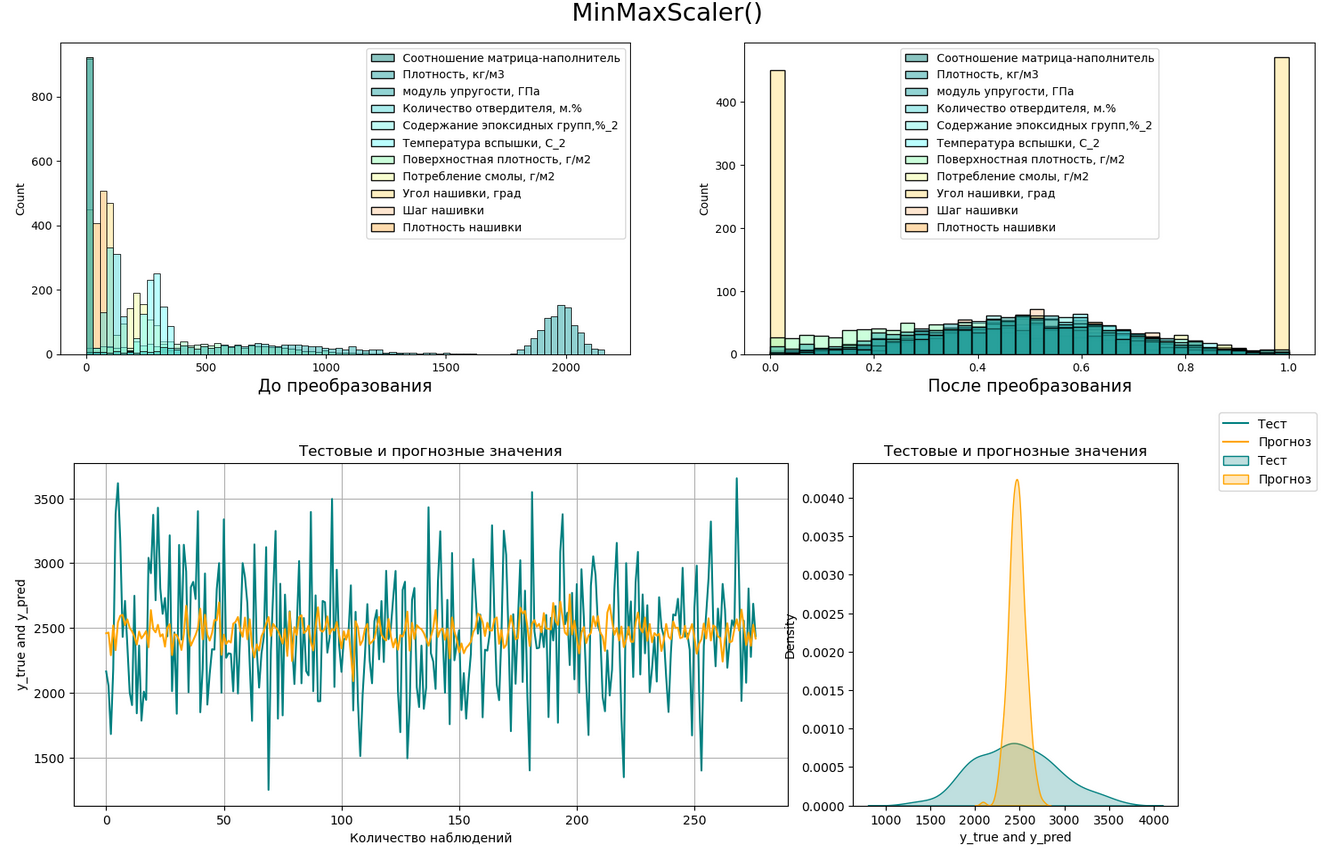 MinMaxScaler()
Count
800
600
400
200
0
Соотношение матрица-наполнитель
Плотность, кг/м3
модуль упругости, ГПа
Количество отвердителя, м.%
Содержание эпоксидных групп,%_2
Температура вспышки, С_2
Поверхностная плотность, г/м2
Потребление смолы, г/м2
Угол нашивки, град
Шаг нашивки
Плотность нашивки
0 500 1000 1500 2000
До преобразования
Count
400
300
200
100
0
Соотношение матрица-наполнитель
Плотность, кг/м3
модуль упругости, ГПа
Количество отвердителя, м.%
Содержание эпоксидных групп,%_2
Температура вспышки, С_2
Поверхностная плотность, г/м2
Потребление смолы, г/м2
Угол нашивки, град
Шаг нашивки
Плотность нашивки
0.0 0.2 0.4 0.6 0.8 1.0
После преобразования
Тестовые и прогнозные значения
y_true and y_pred
3500
3000
2500
2000
1500
0 50 100 150 200 250
Количество наблюдений
Тестовые и прогнозные значения
Density
0.0040
0.0035
0.0030
0.0025
0.0020
0.0015
0.0010
0.0005
0.0000
1000 1500 2000 2500 3000 3500 4000
y_true and y_pred
Тест
Прогноз
Тест
Прогноз